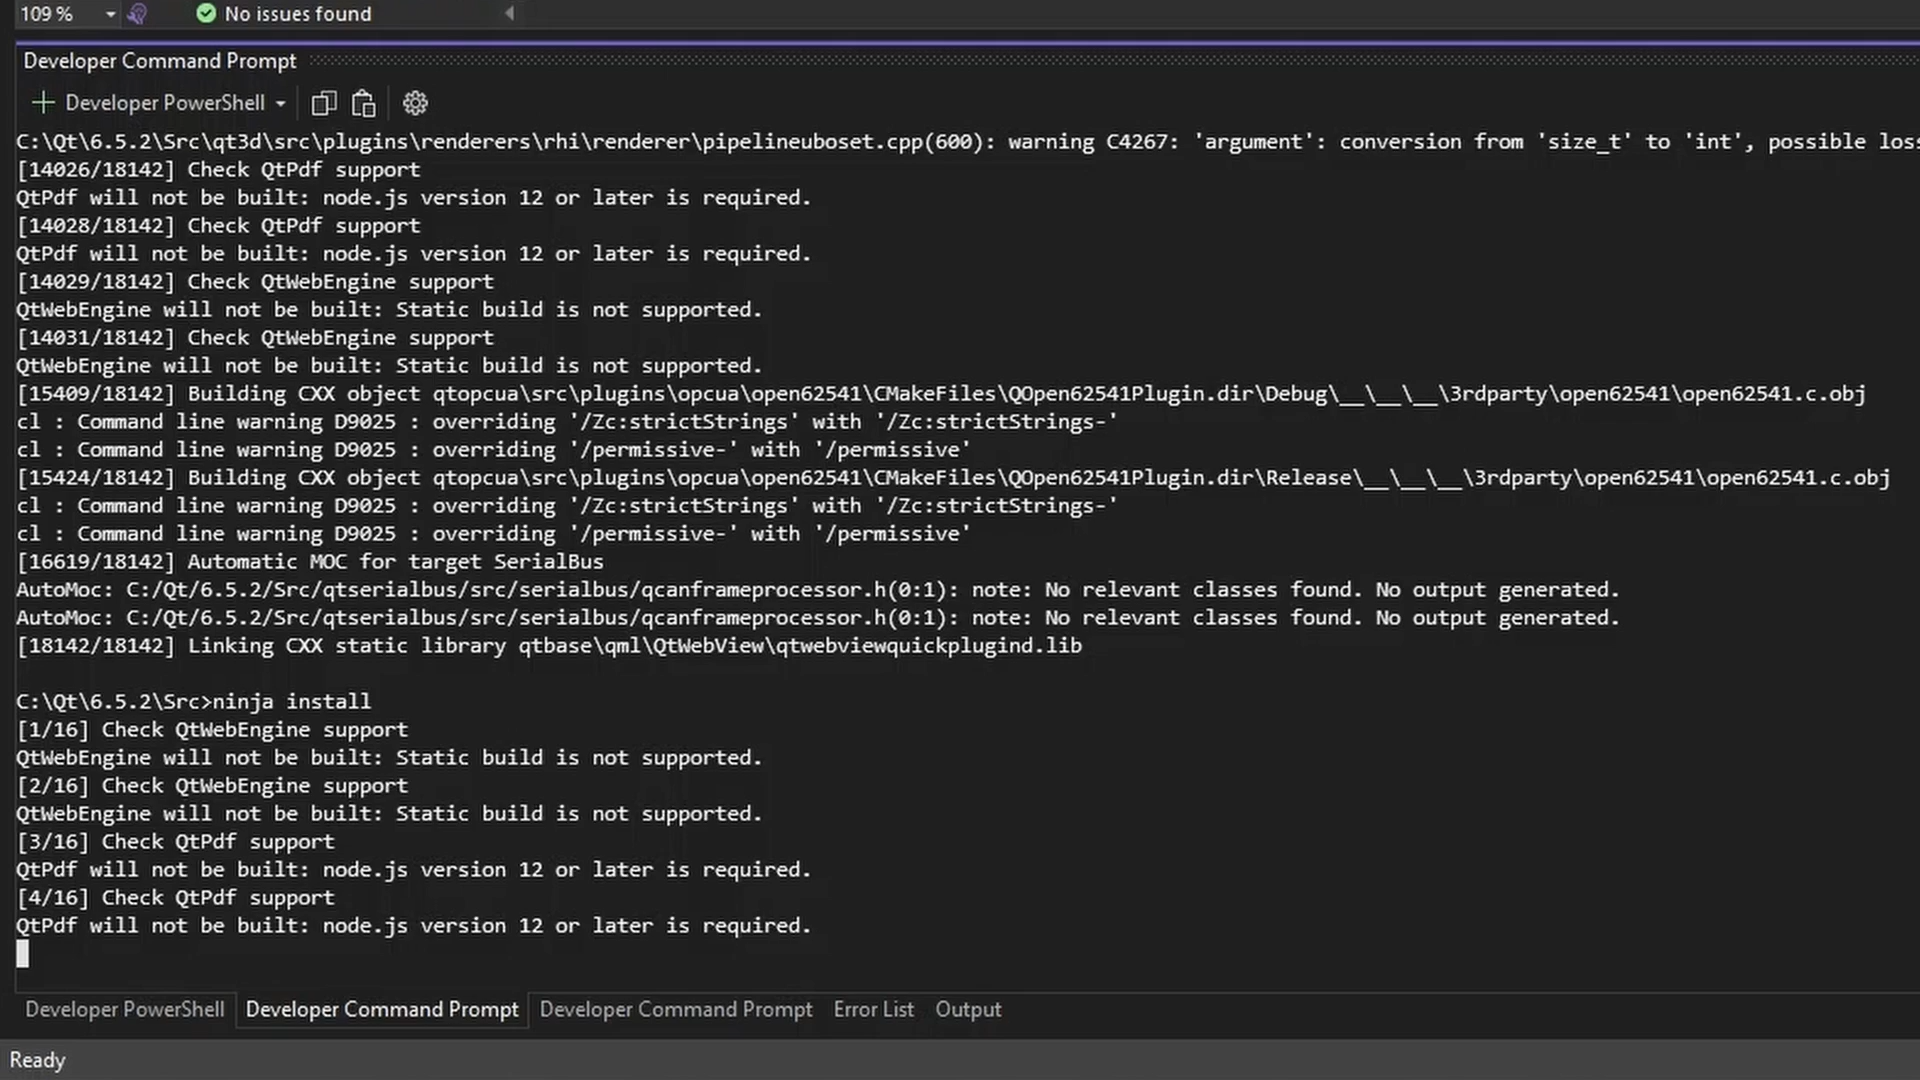 109 %
No issues found
Developer Command Prompt
Developer PowerShell
C:\Qt\6.5.2\Src\qt3d\src\plugins\renderers\rhi\renderer\pipelineuboset.cpp(600): warning C4267: 'argument': conversion from 'size_t' to 'int', possible loss
[14026/18142] Check QtPdf support
QtPdf will not be built: node.js version 12 or later is required.
[14028/18142] Check QtPdf support
QtPdf will not be built: node.js version 12 or later is required.
[14029/18142] Check QtWebEngine support
QtWebEngine will not be built: Static build is not supported.
[14031/18142] Check QtWebEngine support
QtWebEngine will not be built: Static build is not supported.
[15409/18142] Building CXX object qtopcua\src\plugins\opcua\open62541\CMakeFiles\QOpen62541Plugin.dir\Debug\__\__\__\3rdparty\open62541\open62541.c.obj
cl : Command line warning D9025 : overriding '/Zc:strictStrings' with '/Zc:strictStrings-'
cl : Command line warning D9025 : overriding '/permissive-' with '/permissive'
[15424/18142] Building CXX object qtopcua\src\plugins\opcua\open62541\CMakeFiles\QOpen62541Plugin.dir\Release\__\__\__\3rdparty\open62541\open62541.c.obj
cl : Command line warning D9025 : overriding '/Zc:strictStrings' with '/Zc:strictStrings-'
cl : Command line warning D9025 : overriding '/permissive-' with '/permissive'
[16619/18142] Automatic MOC for target SerialBus
AutoMoc: C:/Qt/6.5.2/Src/qtserialbus/src/serialbus/qcanframeprocessor.h(0:1): note: No relevant classes found. No output generated.
AutoMoc: C:/Qt/6.5.2/Src/qtserialbus/src/serialbus/qcanframeprocessor.h(0:1): note: No relevant classes found. No output generated.
[18142/18142] Linking CXX static library qtbase\qml\QtWebView\qtwebviewquickplugind.lib
C:\Qt\6.5.2\Src>ninja install
[1/16] Check QtWebEngine support
QtWebEngine will not be built: Static build is not supported.
[2/16] Check QtWebEngine support
QtWebEngine will not be built: Static build is not supported.
[3/16] Check QtPdf support
QtPdf will not be built: node.js version 12 or later is required.
[4/16] Check QtPdf support
QtPdf will not be built: node.js version 12 or later is required.
Developer PowerShell Developer Command Prompt Developer Command Prompt Error List Output
Ready